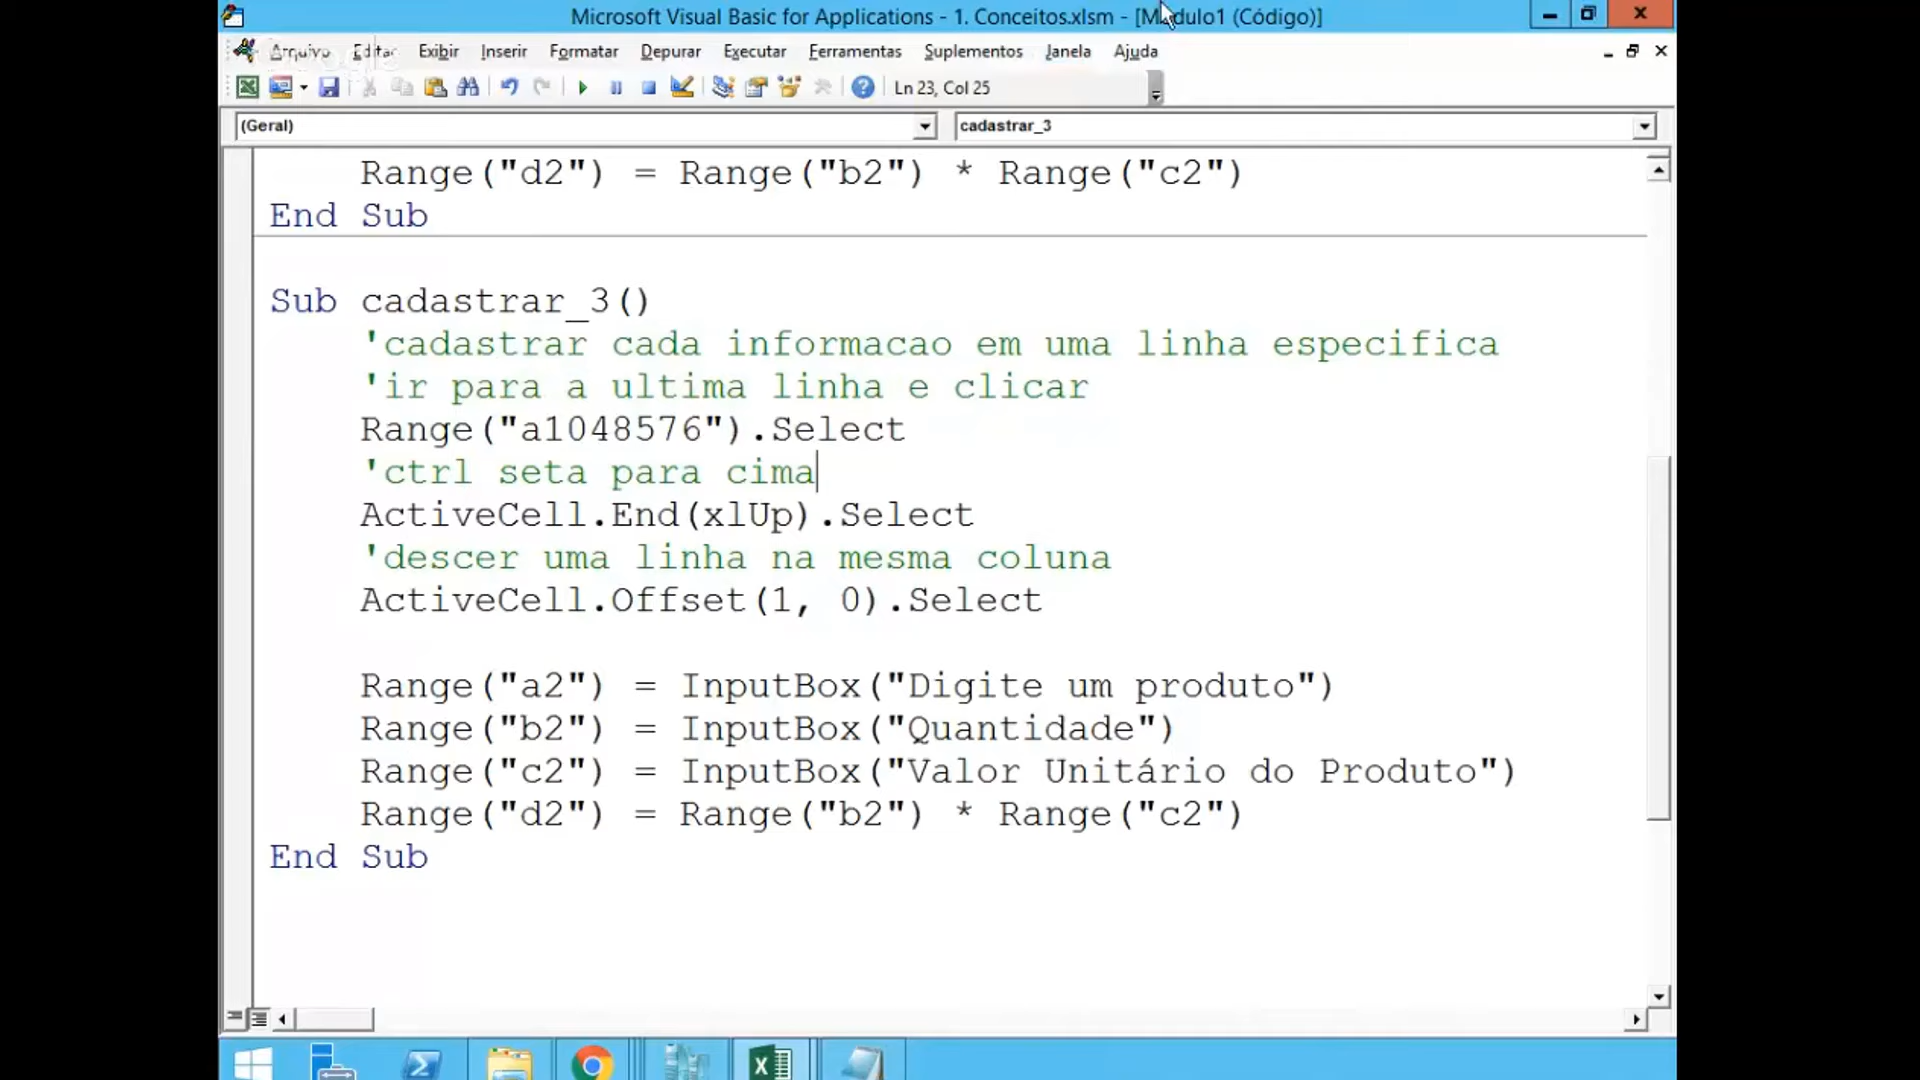 Microsoft Visual Basic for Applications - 1. Conceitos.xlsm - [Módulo1 (Código)]
Arquivo Editar Exibir Inserir Formatar Depurar Executar Ferramentas Suplementos Janela Ajuda
Ln 23, Col 25
(Geral) cadastrar_3
Range("d2") = Range("b2") * Range("c2")
End Sub
Sub cadastrar_3()
'cadastrar cada informacao em uma linha especifica
'ir para a ultima linha e clicar
Range("a1048576").Select
'ctrl seta para cima
ActiveCell.End(xlUp).Select
'descer uma linha na mesma coluna
ActiveCell.Offset(1, 0).Select
Range("a2") = InputBox("Digite um produto")
Range("b2") = InputBox("Quantidade")
Range("c2") = InputBox("Valor Unitário do Produto")
Range("d2") = Range("b2") * Range("c2")
End Sub